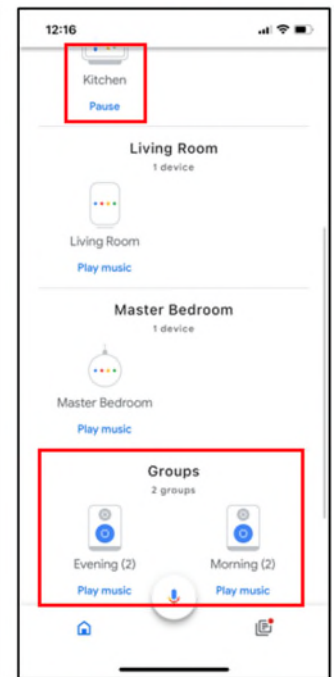 12:16
Kitchen
Pause
Living Room
1 device
Living Room
Play music
Master Bedroom
1 device
Master Bedroom
Play music
Groups
2 groups
Evening (2) Morning (2)
Play music Play music